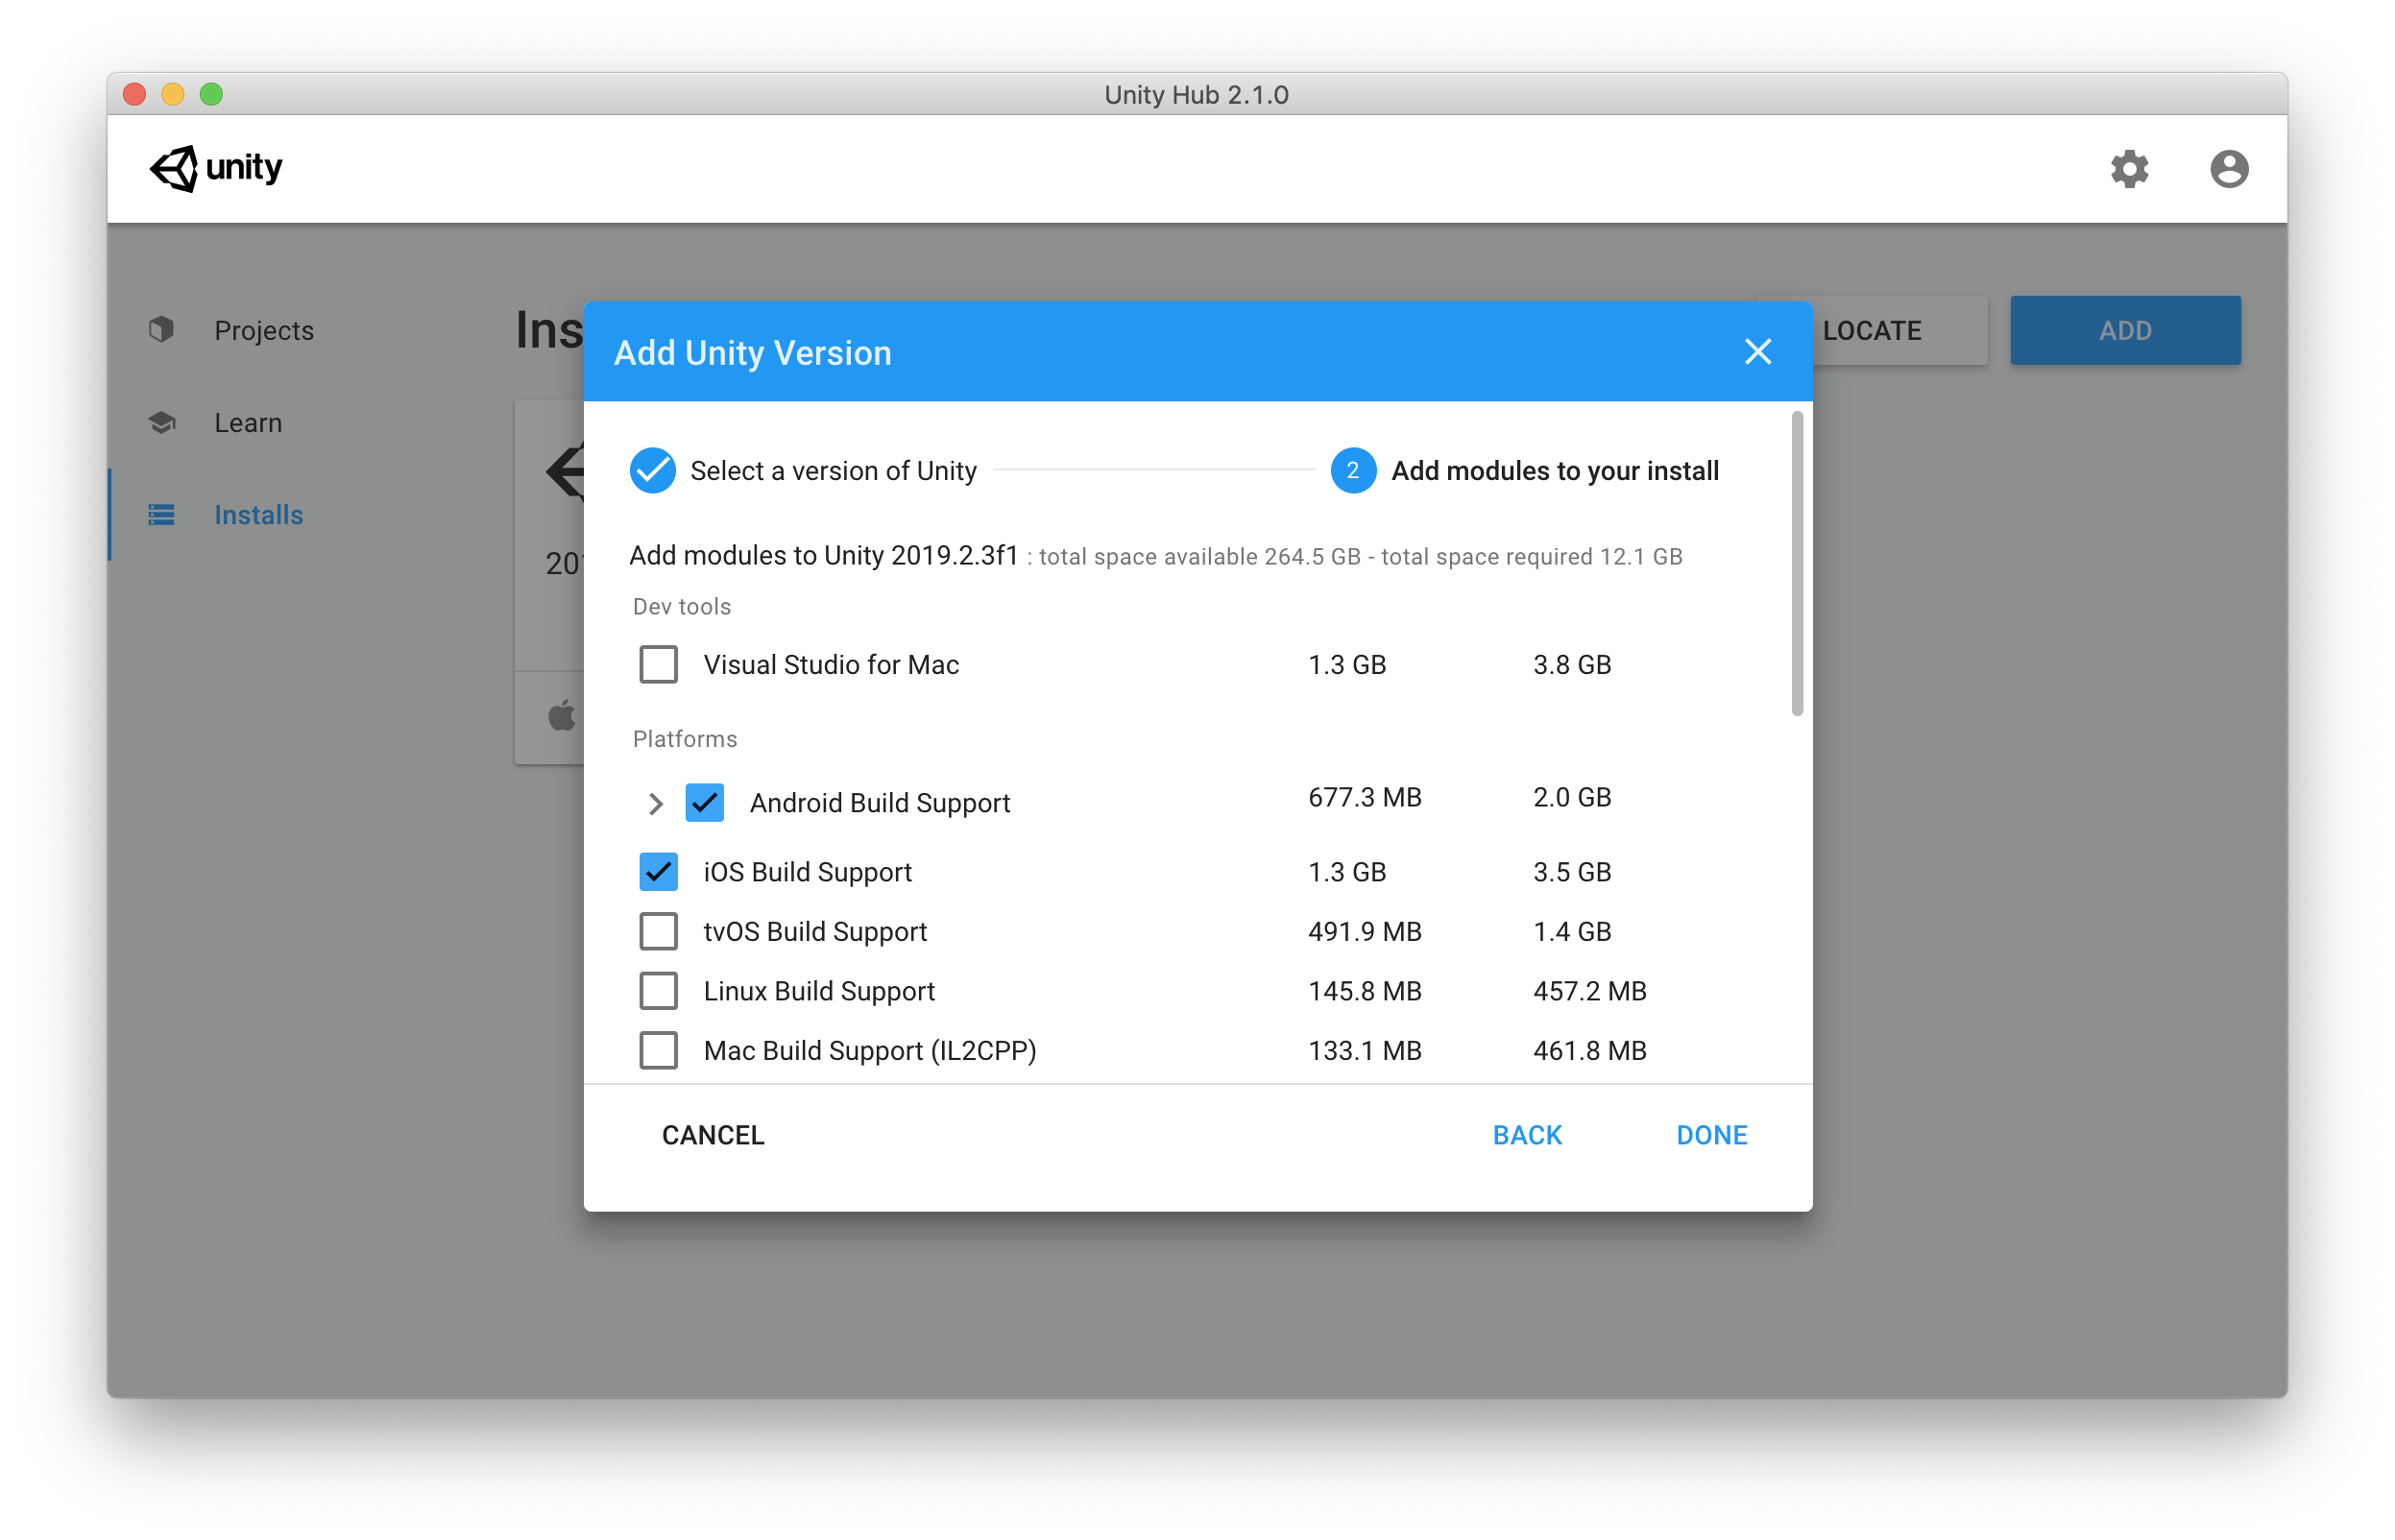 Unity Hub 2.1.0
unity
Projects
Learn
Installs
Ins
LOCATE
ADD
201
Add Unity Version
Select a version of Unity
2 Add modules to your install
Add modules to Unity 2019.2.3f1 : total space available 264.5 GB - total space required 12.1 GB
Dev tools
Visual Studio for Mac 1.3 GB 3.8 GB
Platforms
Android Build Support 677.3 MB 2.0 GB
iOS Build Support 1.3 GB 3.5 GB
tvOS Build Support 491.9 MB 1.4 GB
Linux Build Support 145.8 MB 457.2 MB
Mac Build Support (IL2CPP) 133.1 MB 461.8 MB
CANCEL BACK DONE